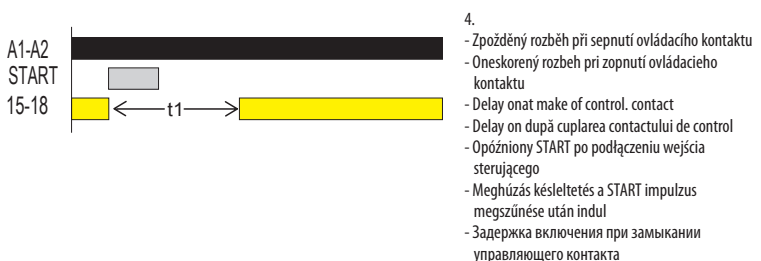 A1-A2
START
15-18
t1
4.
- Zpožděný rozběh při sepnutí ovládacího kontaktu
- Oneskorený rozbeh pri zopnutí ovládacieho
kontaktu
- Delay onat make of control. contact
- Delay on după cuplarea contactului de control
- Opóźniony START po podłączeniu wejścia
sterującego
- Meghúzás késleltetés a START impulzus
megszűnése után indul
- Задержка включения при замыкании
управляющего контакта